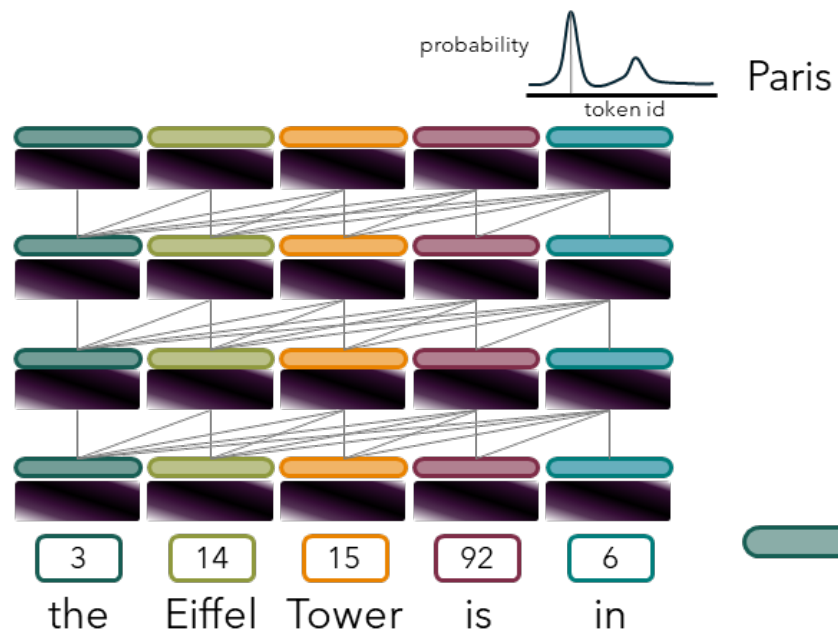 probability
token id
Paris
3 14 15 92 6
the Eiffel Tower is in